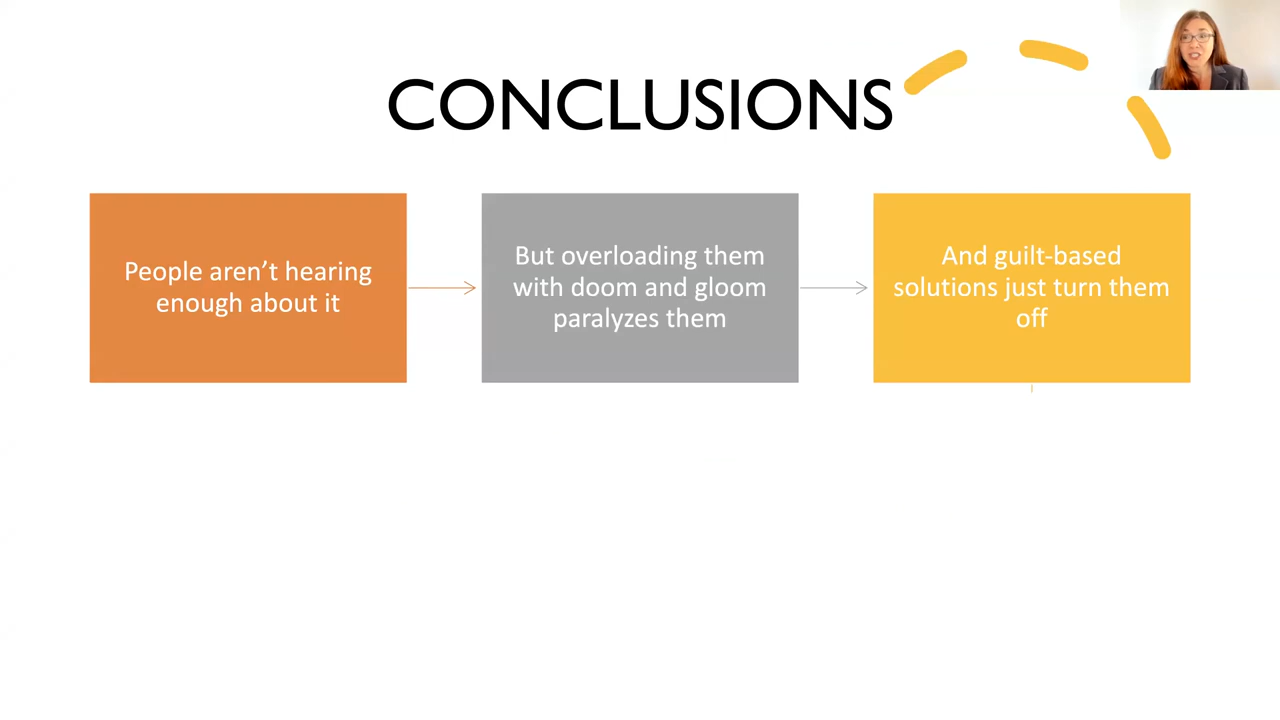 CONCLUSIONS
People aren’t hearing
enough about it
But overloading them
with doom and gloom
paralyzes them
And guilt-based
solutions just turn them
off